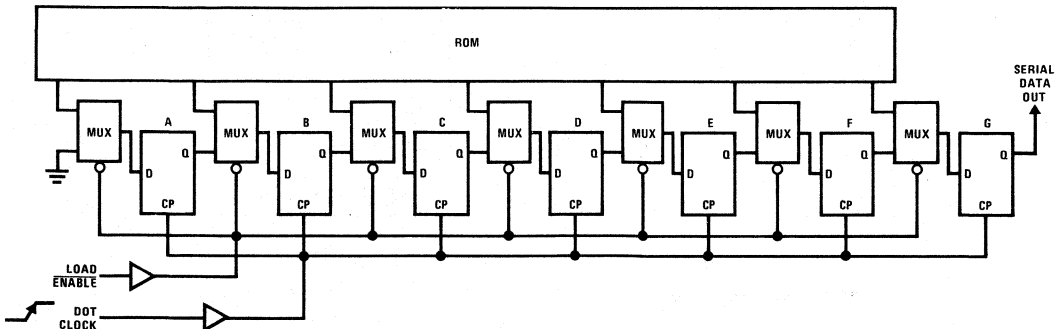 ROM
SERIAL
DATA
OUT
A B C D E F G
MUX MUX MUX MUX MUX MUX MUX
Q Q Q Q Q Q Q
D D D D D D D
CP CP CP CP CP CP CP
LOAD
ENABLE
DOT
CLOCK